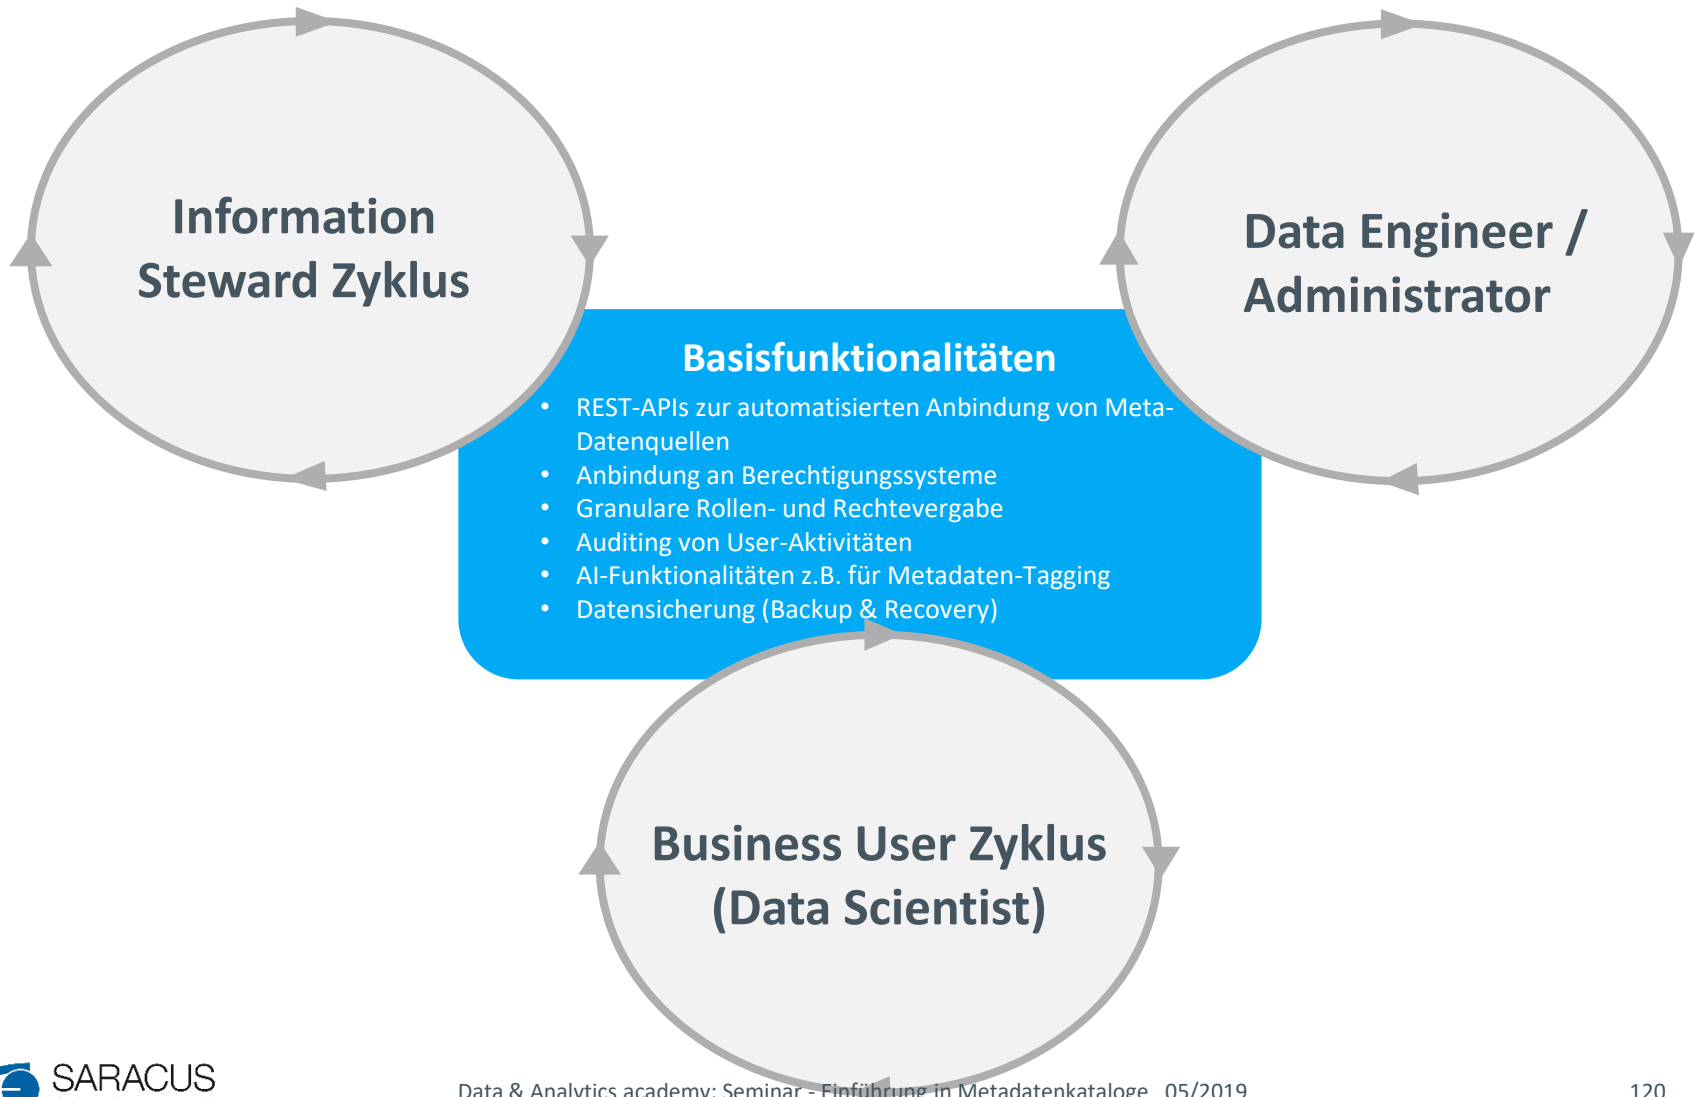 Information
Steward Zyklus
Data Engineer /
Administrator
Basisfunktionalitäten
• REST-APIs zur automatisierten Anbindung von Meta-
Datenquellen
• Anbindung an Berechtigungssysteme
• Granulare Rollen- und Rechtevergabe
• Auditing von User-Aktivitäten
• AI-Funktionalitäten z.B. für Metadaten-Tagging
• Datensicherung (Backup & Recovery)
Business User Zyklus
(Data Scientist)
SARACUS
Data & Analytics academy: Seminar - Einführung in Metadatenkataloge 05/2019
120